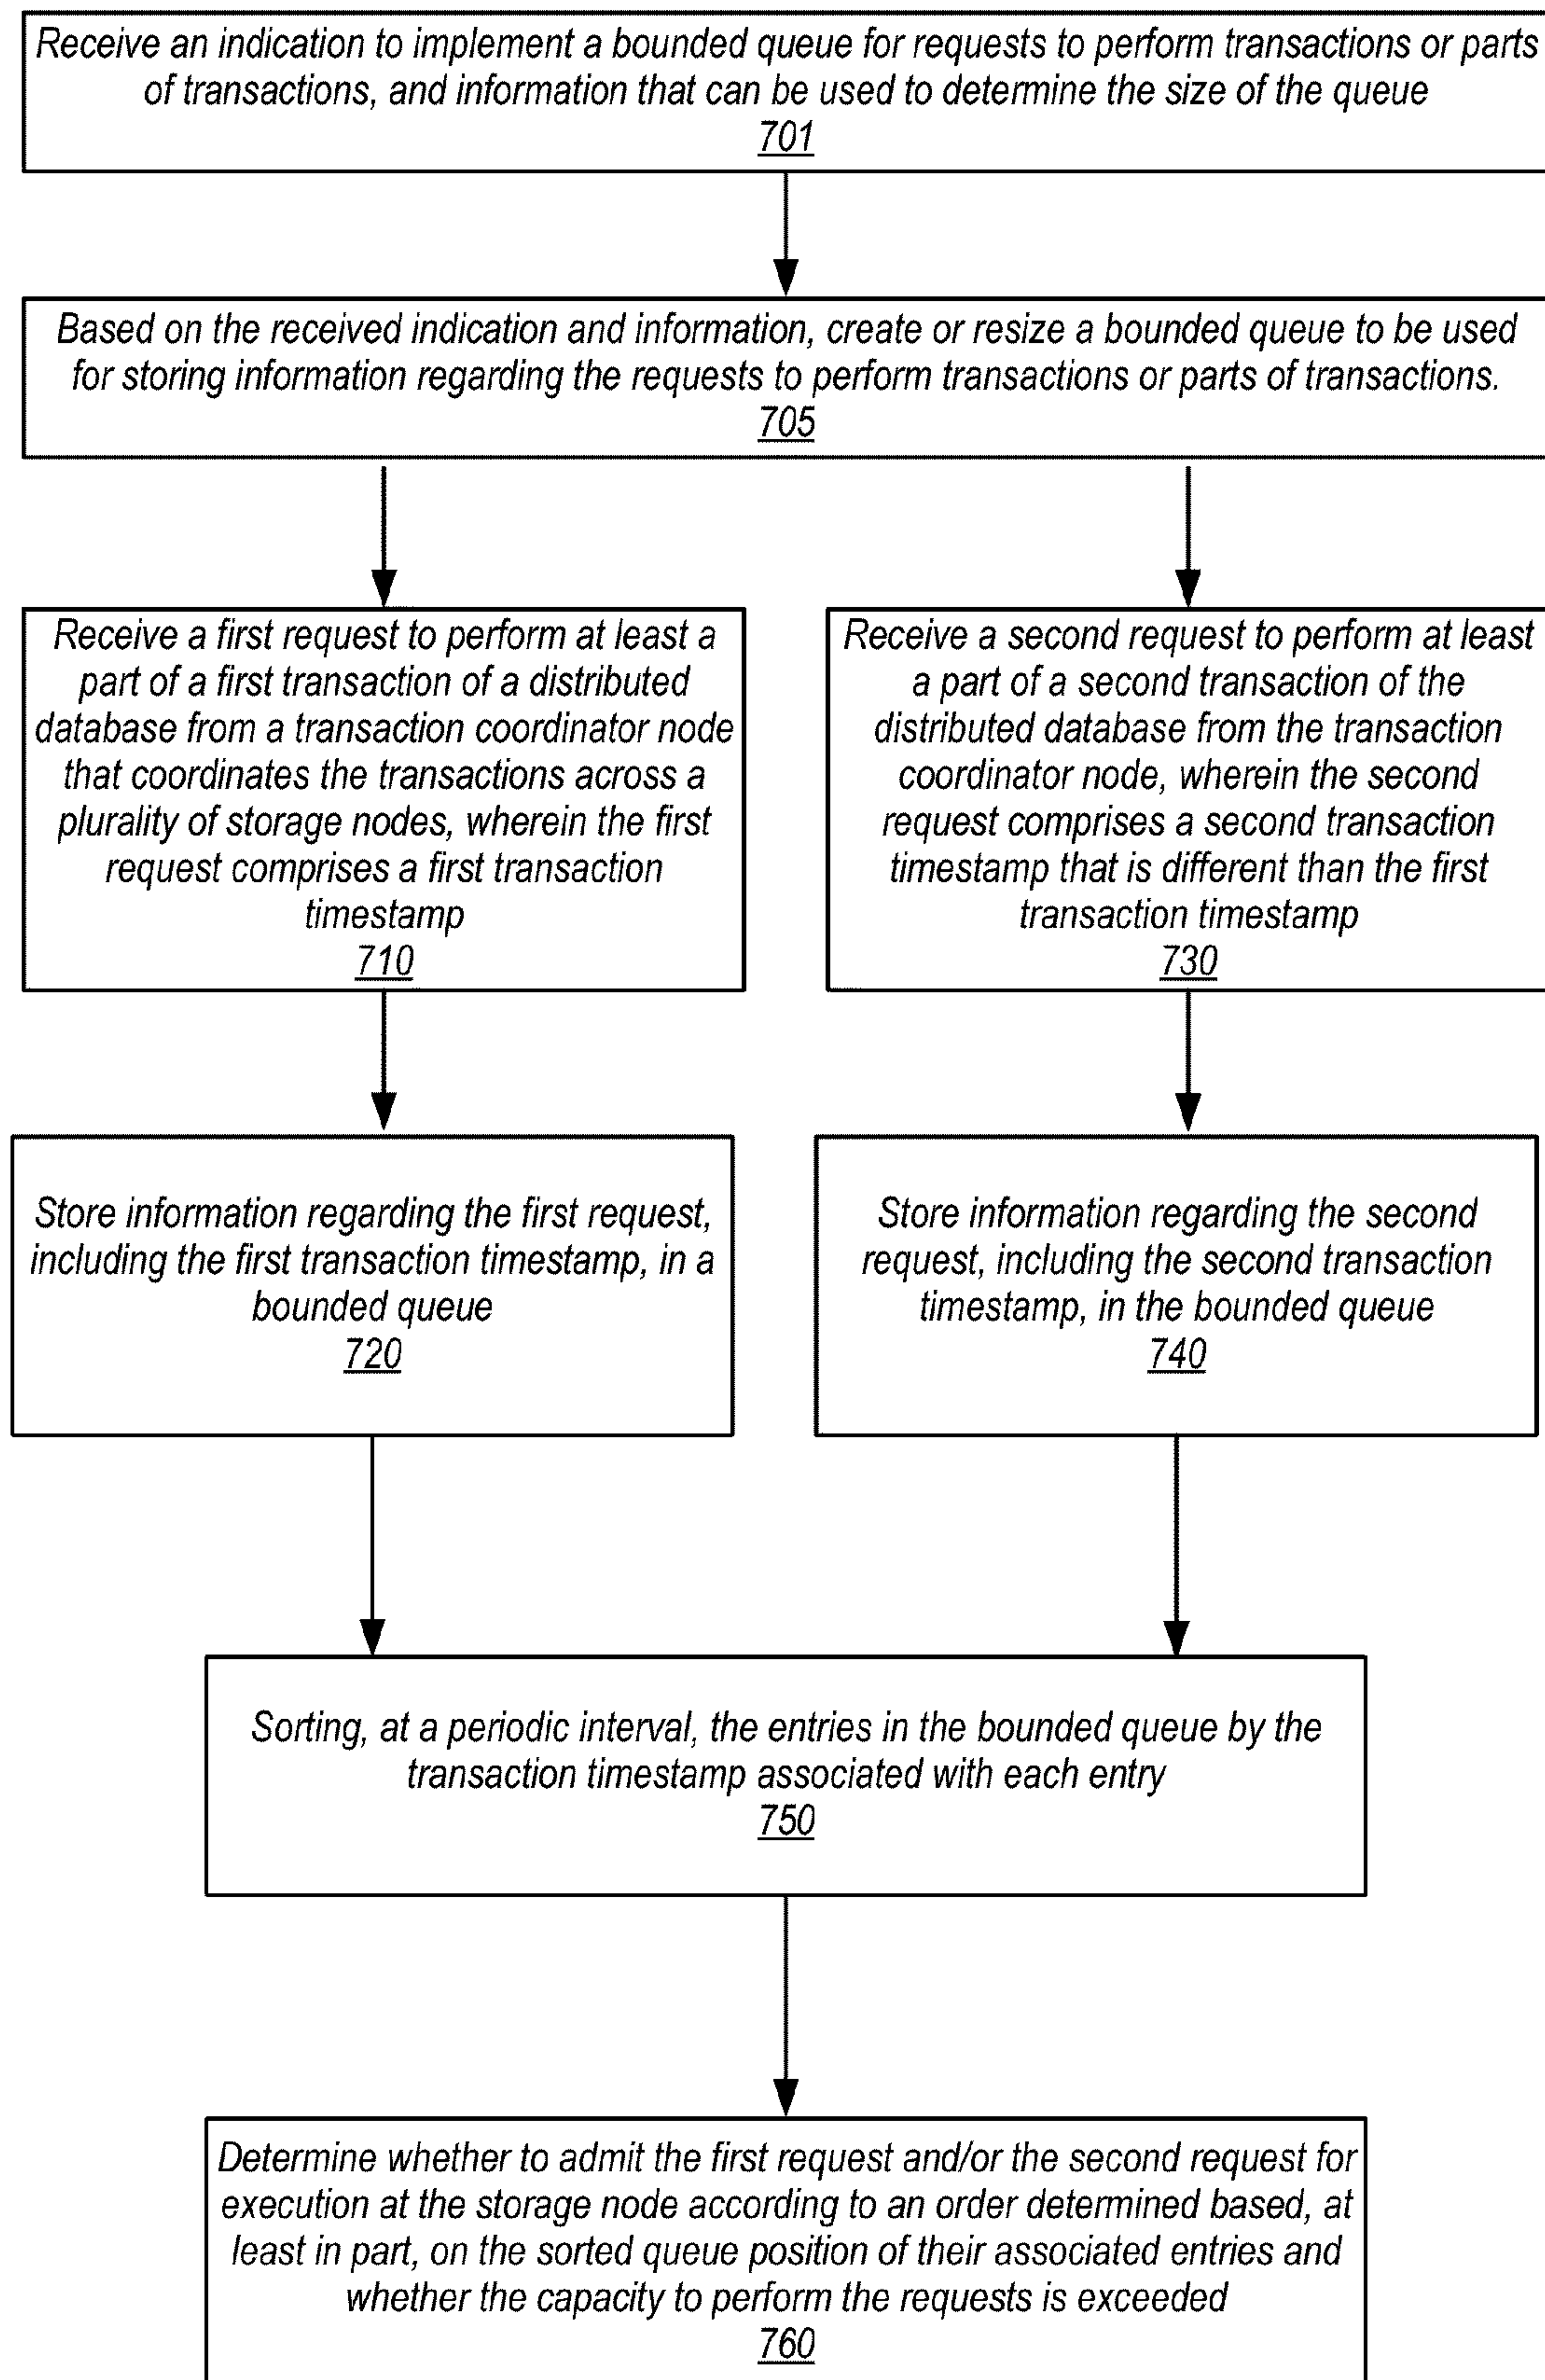 Receive an indication to implement a bounded queue for requests to perform transactions or parts
of transactions, and information that can be used to determine the size of the queue
701
Based on the received indication and information, create or resize a bounded queue to be used
for storing information regarding the requests to perform transactions or parts of transactions.
705
Receive a first request to perform at least a
part of a first transaction of a distributed
database from a transaction coordinator node
that coordinates the transactions across a
plurality of storage nodes, wherein the first
request comprises a first transaction
timestamp
710
Receive a second request to perform at least
a part of a second transaction of the
distributed database from the transaction
coordinator node, wherein the second
request comprises a second transaction
timestamp that is different than the first
transaction timestamp
730
Store information regarding the first request,
including the first transaction timestamp, in a
bounded queue
720
Store information regarding the second
request, including the second transaction
timestamp, in the bounded queue
740
Sorting, at a periodic interval, the entries in the bounded queue by the
transaction timestamp associated with each entry
750
Determine whether to admit the first request and/or the second request for
execution at the storage node according to an order determined based, at
least in part, on the sorted queue position of their associated entries and
whether the capacity to perform the requests is exceeded
760